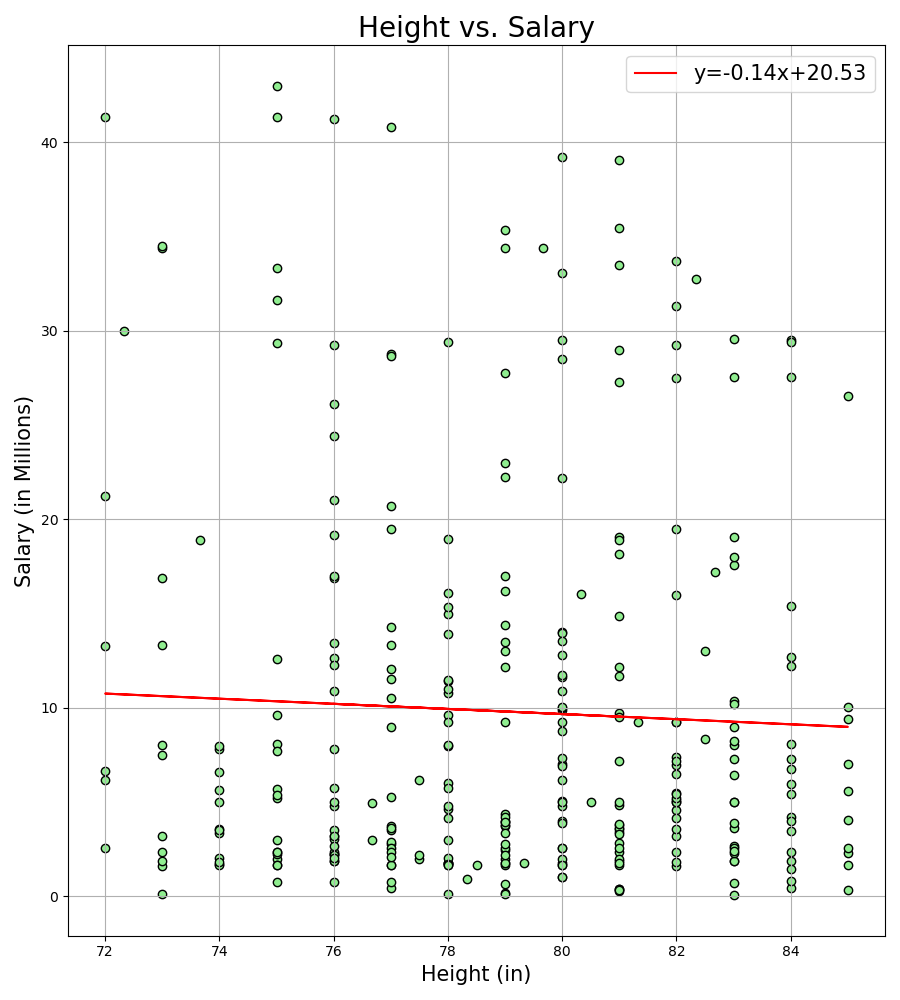 Height vs. Salary
y=-0.14x+20.53
Salary (in Millions)
40
30
20
10
0
72 74 76 78 80 82 84
Height (in)